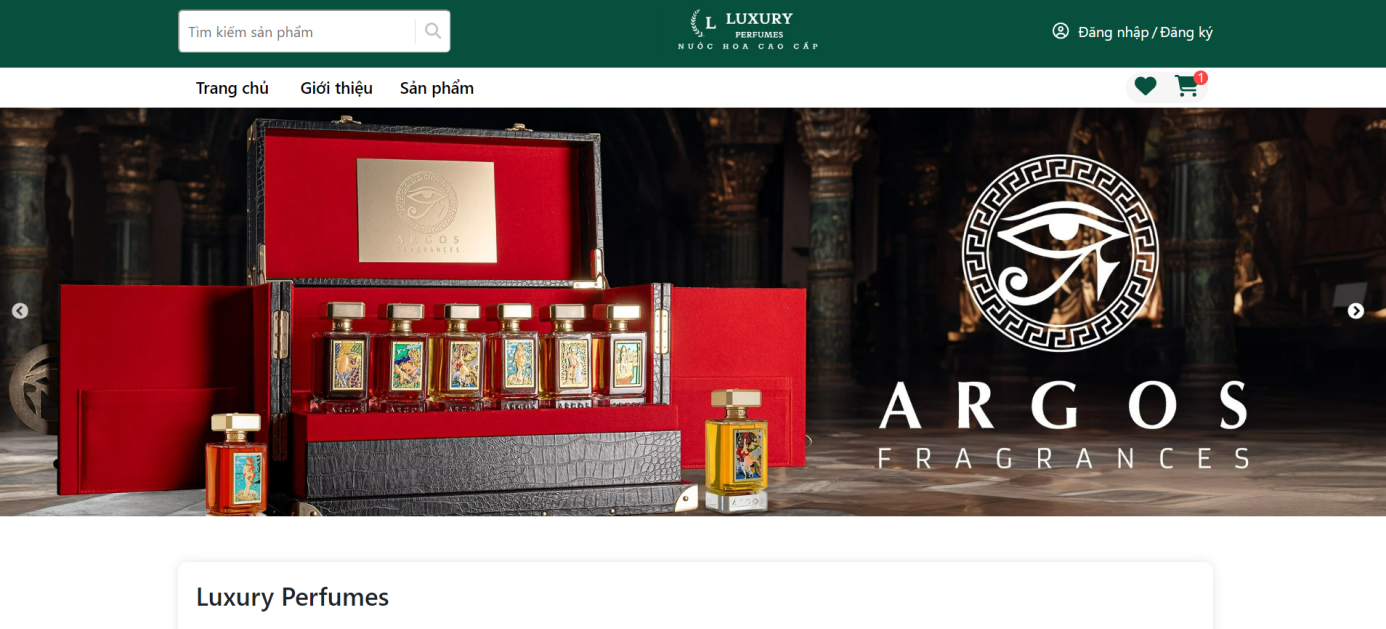 Tìm kiếm sản phẩm
L LUXURY
PERFUMES
NƯỚC HOA CAO CẤP
Đăng nhập / Đăng ký
Trang chủ
Giới thiệu
Sản phẩm
1
ARGOS
FRAGRANCES
ARGOS
FRAGRANCES
Luxury Perfumes